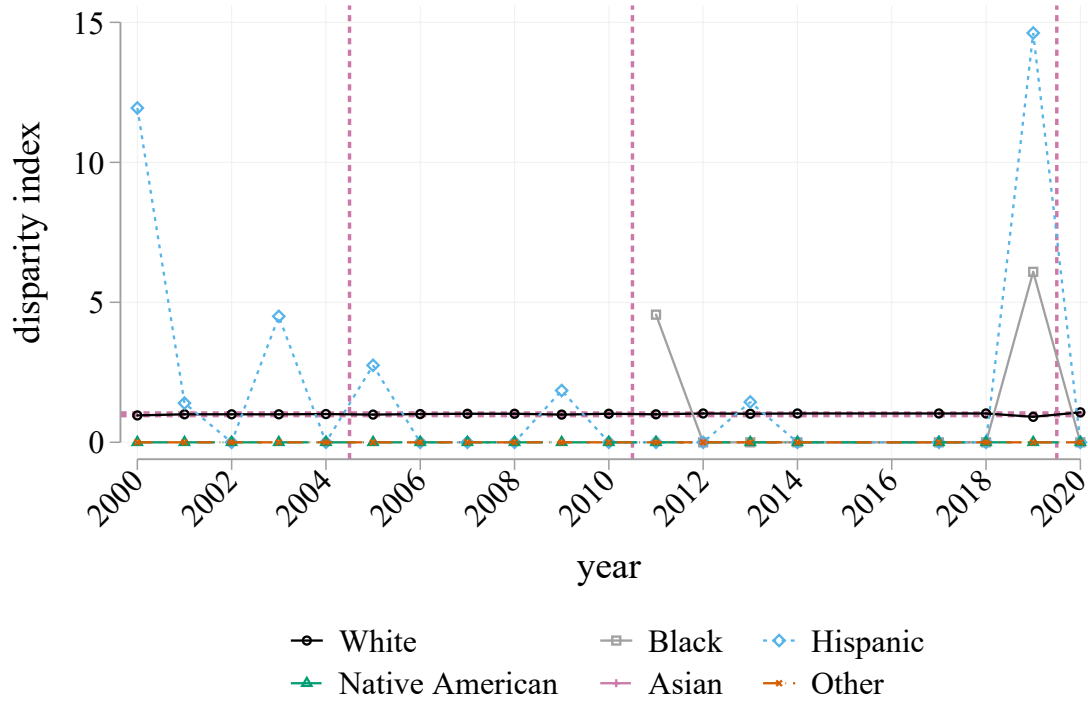 15
10
5
0
disparity index
2000 2002 2004 2006 2008 2010 2012 2014 2016 2018 2020
year
White Black Hispanic
Native American Asian Other